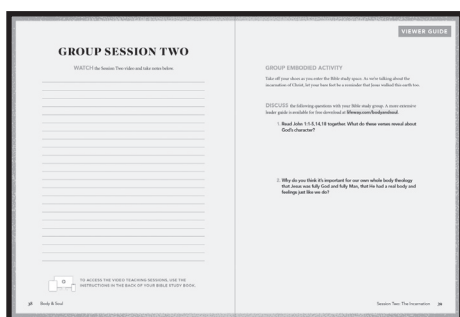 GROUP SESSION TWO
WATCH the Session Two video and take notes below.
TO ACCESS THE VIDEO TEACHING SESSIONS, USE THE
INSTRUCTIONS IN THE BACK OF YOUR BIBLE STUDY BOOK.
38 Body & Soul
VIEWER GUIDE
GROUP EMBODIED ACTIVITY
Take off your shoes as you enter the Bible study space. As we're talking about the
incarnation of Christ, let your bare feet be a reminder that Jesus walked this earth too.
DISCUSS the following questions with your Bible study group. A more extensive
leader guide is available for free download at lifeway.com/bodyandsoul.
1. Read John 1:1-5,14,18 together. What do these verses reveal about
God's character?
2. Why do you think it's important for our own whole body theology
that Jesus was fully God and fully Man, that He had a real body and
feelings just like we do?
Session Two: The Incarnation 39